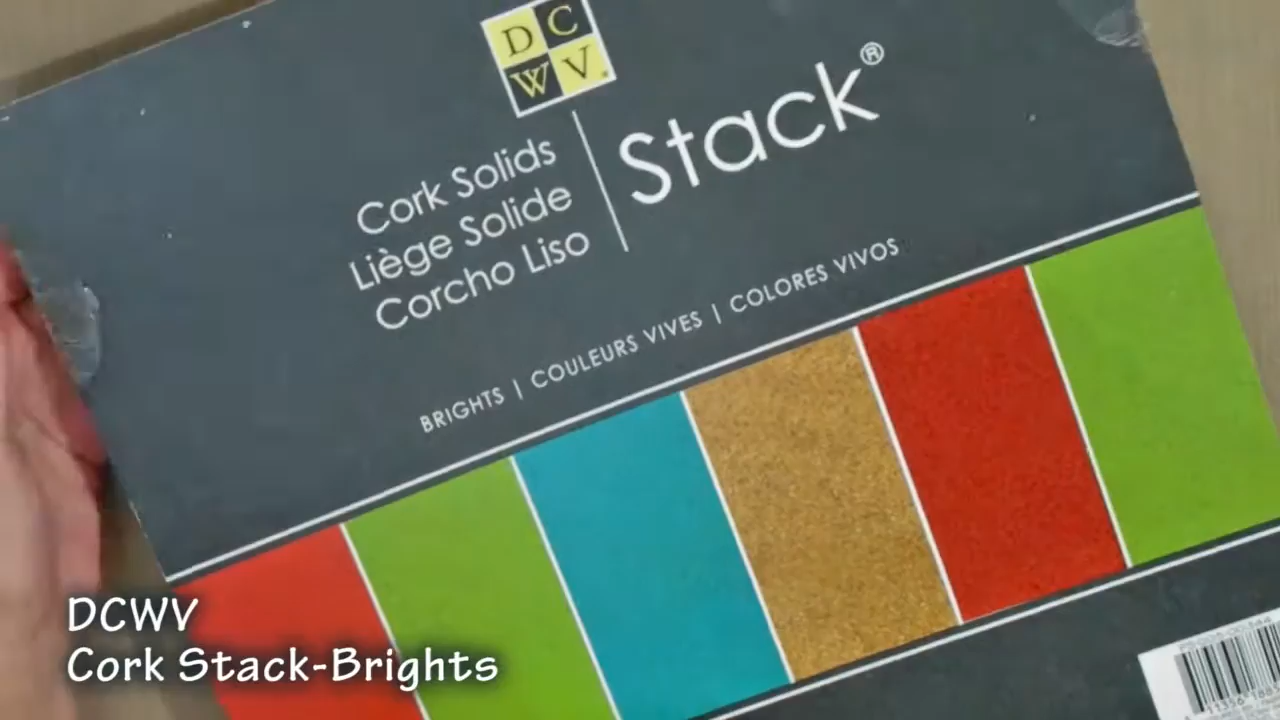 D C
W V
Stack®
Cork Solids
Liège Solide
Corcho Liso
BRIGHTS | COULEURS VIVES | COLORES VIVOS
DCWV
Cork Stack-Brights